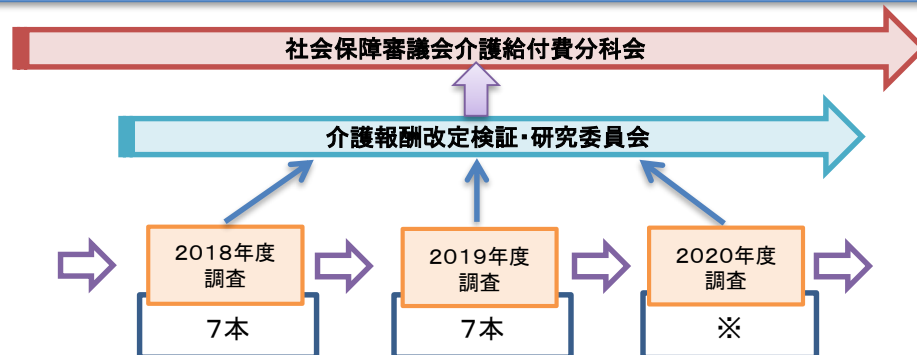 社会保障審議会介護給付費分科会
介護報酬改定検証・研究委員会
2018年度
調査
2019年度
調査
2020年度
調査
7本
7本
※